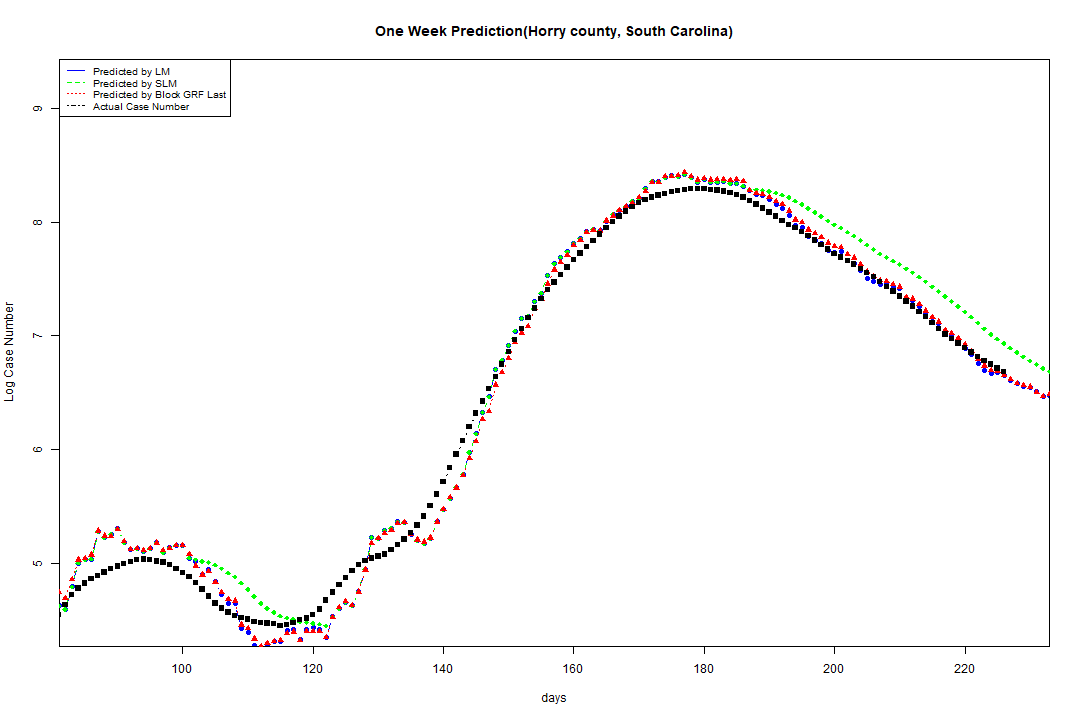 One Week Prediction(Horry county, South Carolina)
Predicted by LM
Predicted by SLM
Predicted by Block GRF Last
Actual Case Number
9
8
7
6
5
Log Case Number
100 120 140 160 180 200 220
days